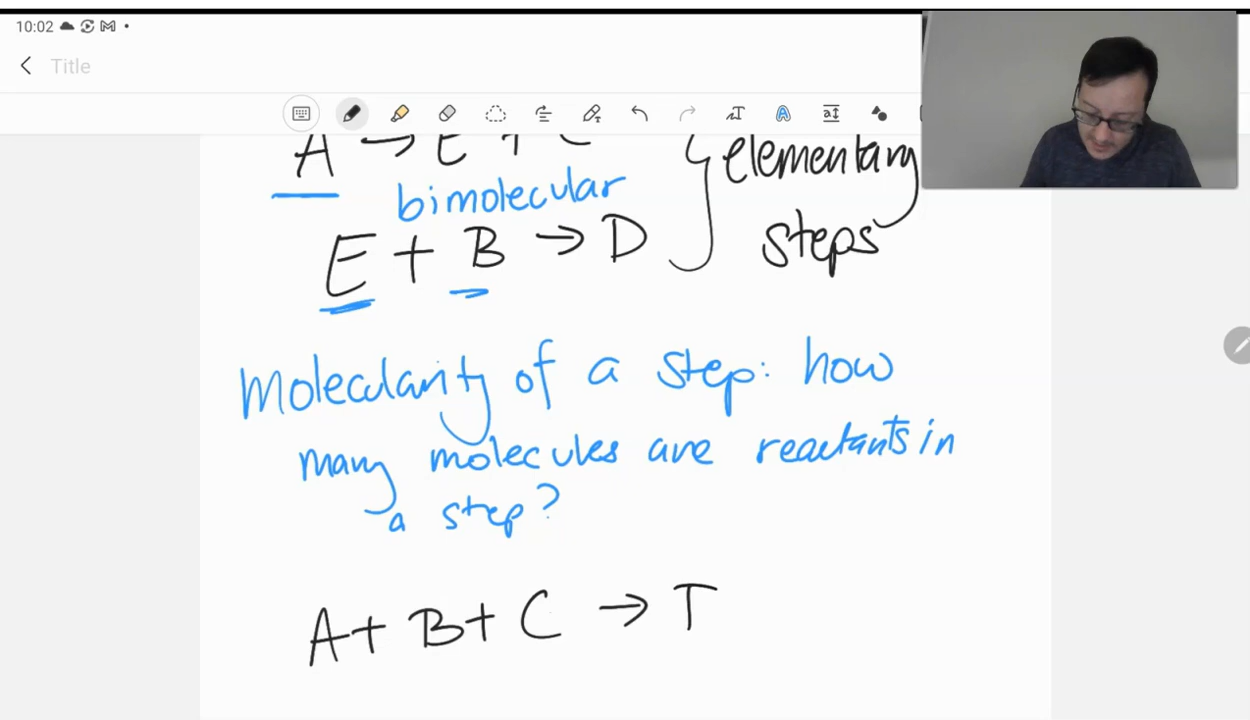 10:02
Title
A → E + C
elementary
bimolecular
E + B → D
steps
Molecularity of a step: how
many molecules are reactants in
a step?
A + B + C → T